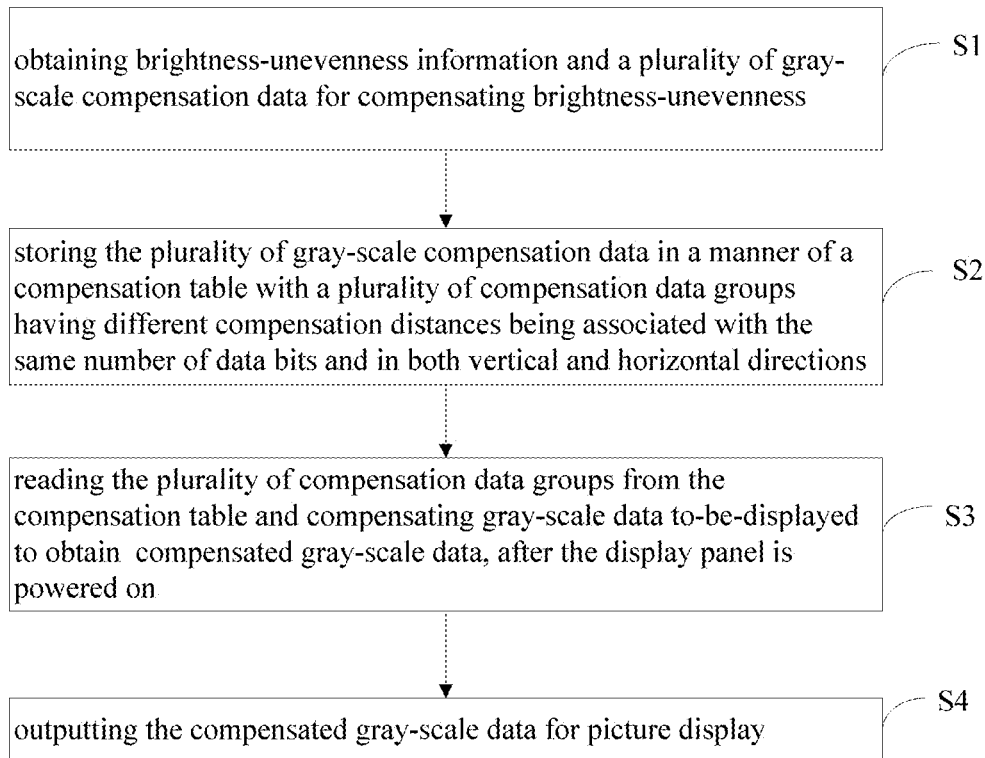 obtaining brightness-unevenness information and a plurality of gray-
scale compensation data for compensating brightness-unevenness
S1
storing the plurality of gray-scale compensation data in a manner of a
compensation table with a plurality of compensation data groups
having different compensation distances being associated with the
same number of data bits and in both vertical and horizontal directions
S2
reading the plurality of compensation data groups from the
compensation table and compensating gray-scale data to-be-displayed
to obtain compensated gray-scale data, after the display panel is
powered on
S3
outputting the compensated gray-scale data for picture display
S4